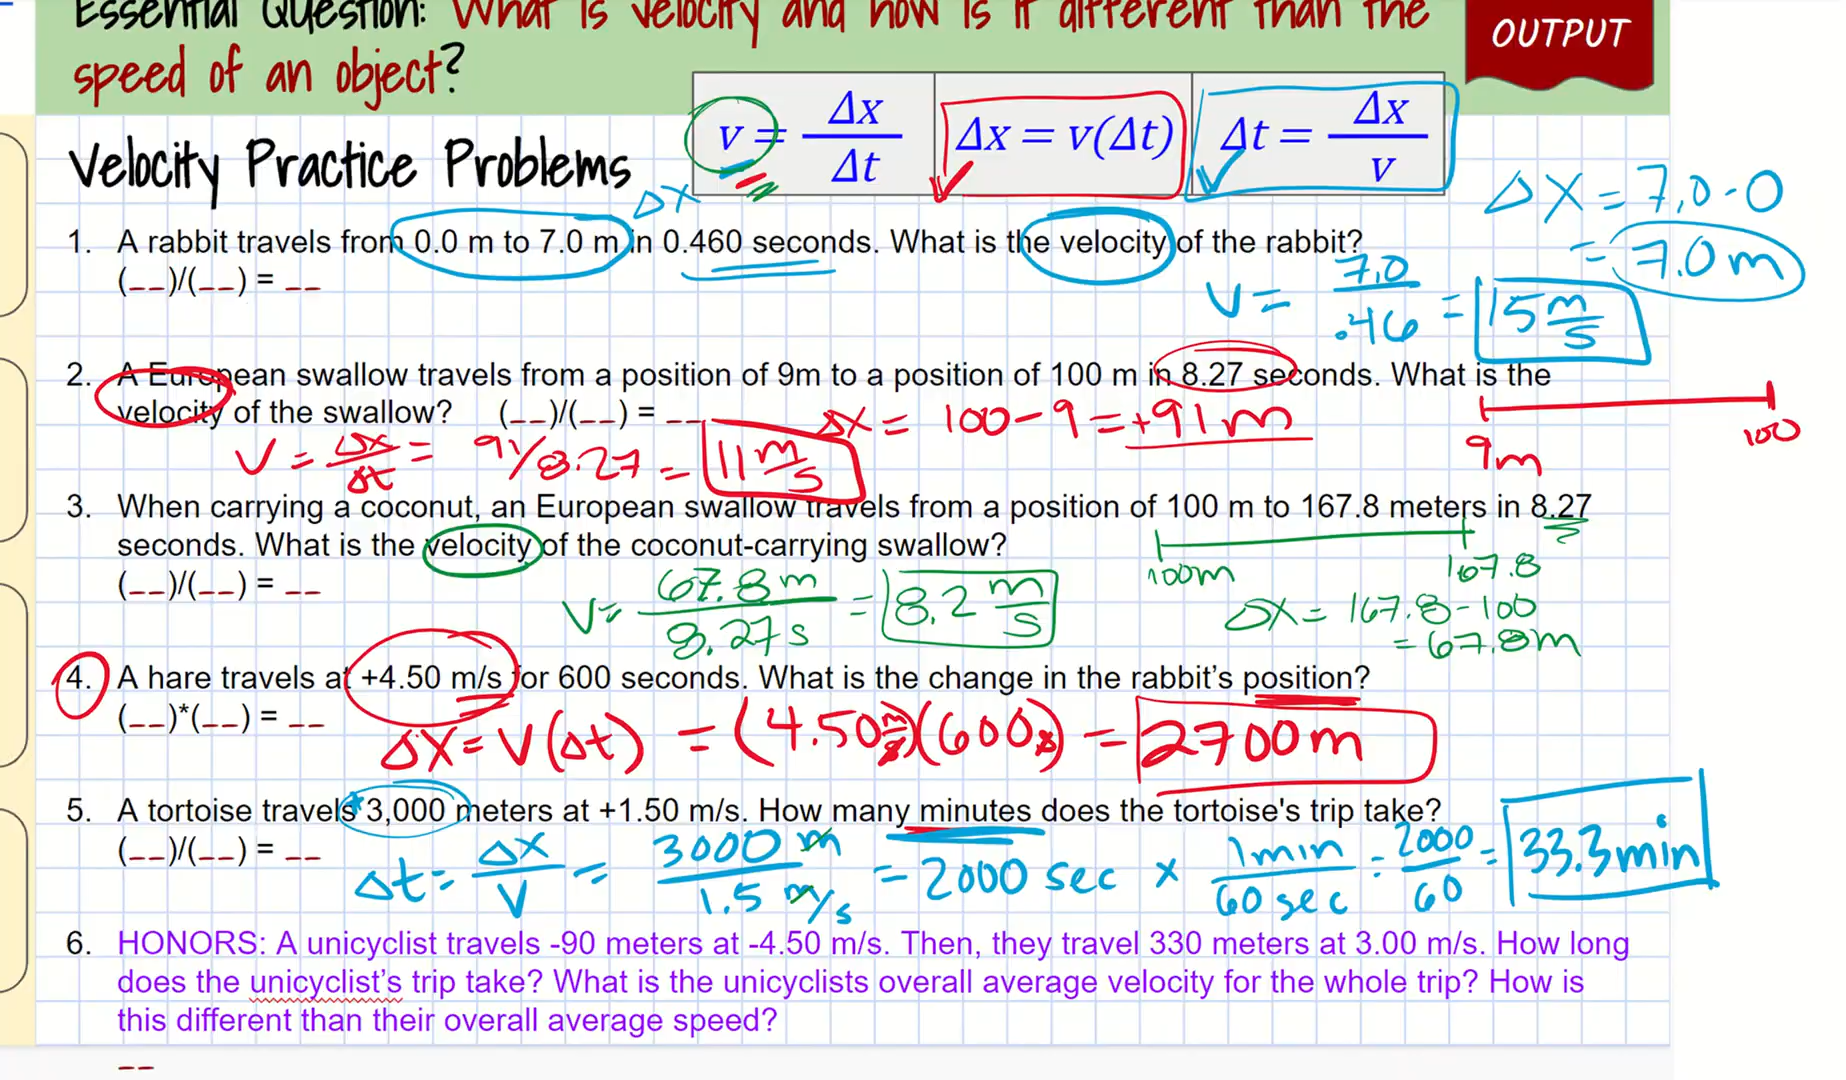 Essential Question: What is velocity and how is it different than the
speed of an object?
OUTPUT
v = Δx / Δt
Δx = v(Δt)
Δt = Δx / v
Velocity Practice Problems
Δx
Δx = 7.0 - 0
= 7.0 m
1. A rabbit travels from 0.0 m to 7.0 m in 0.460 seconds. What is the velocity of the rabbit?
(__)/(__) = __
v = 7.0 / .46 = 15 m/s
2. A European swallow travels from a position of 9m to a position of 100 m in 8.27 seconds. What is the
velocity of the swallow? (__)/(__) = __
Δx = 100 - 9 = +91 m
9m 100
V = Δx/Δt = 91/8.27 = 11 m/s
3. When carrying a coconut, an European swallow travels from a position of 100 m to 167.8 meters in 8.27
seconds. What is the velocity of the coconut-carrying swallow?
100m 167.8
(__)/(__) = __
V = 67.8 m / 8.27 s = 8.2 m/s
Δx = 167.8 - 100
= 67.8 m
4. A hare travels at +4.50 m/s for 600 seconds. What is the change in the rabbit's position?
(__)*(__) = __
Δx = V(Δt) = (4.50 m/s)(600 s) = 2700 m
5. A tortoise travels 3,000 meters at +1.50 m/s. How many minutes does the tortoise's trip take?
(__)/(__) = __
Δt = Δx / V = 3000 m / 1.5 m/s = 2000 sec × 1 min / 60 sec = 2000 / 60 = 33.3 min
6. HONORS: A unicyclist travels -90 meters at -4.50 m/s. Then, they travel 330 meters at 3.00 m/s. How long
does the unicyclist's trip take? What is the unicyclists overall average velocity for the whole trip? How is
this different than their overall average speed?
__